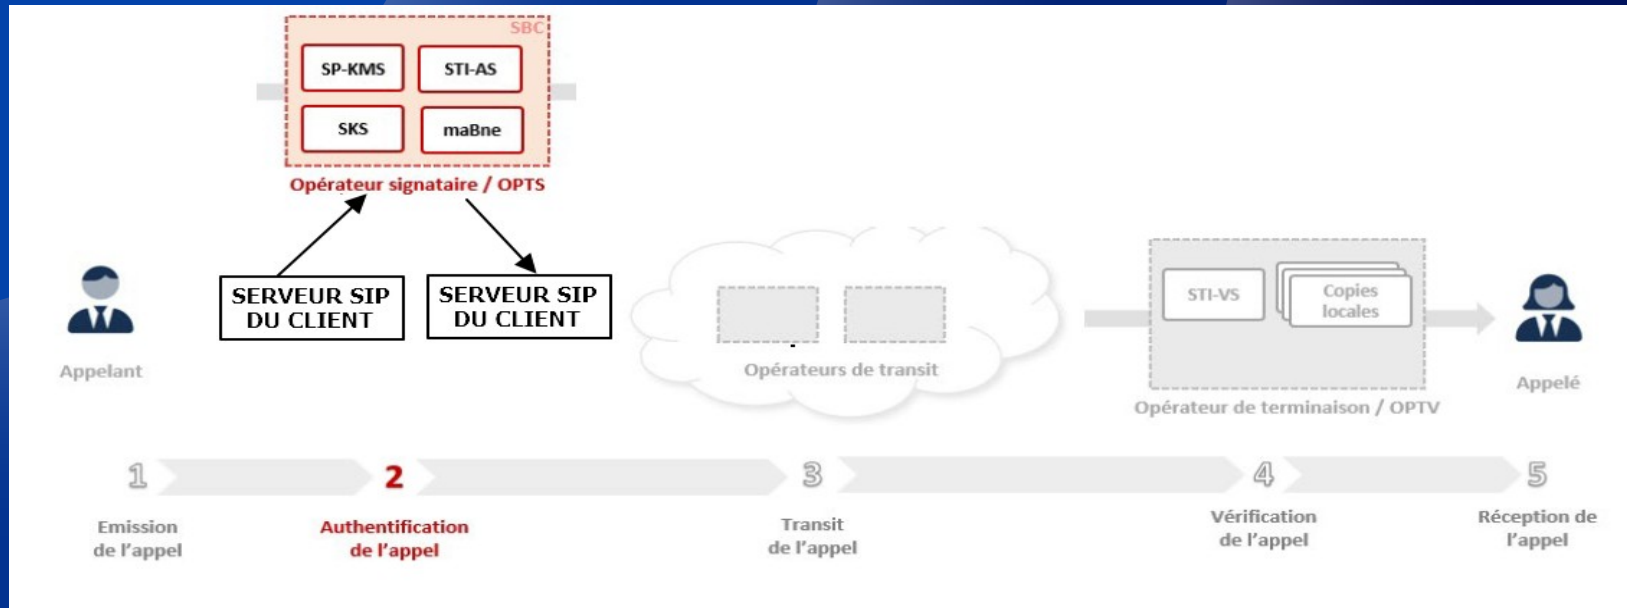 SBC
SP-KMS
STI-AS
SKS
maBne
Opérateur signataire / OPTS
SERVEUR SIP
DU CLIENT
SERVEUR SIP
DU CLIENT
Appelant
Opérateurs de transit
STI-VS
Copies
locales
Opérateur de terminaison / OPTV
Appelé
1
2
3
4
5
Emission
de l'appel
Authentification
de l'appel
Transit
de l'appel
Vérification
de l'appel
Réception de
l'appel